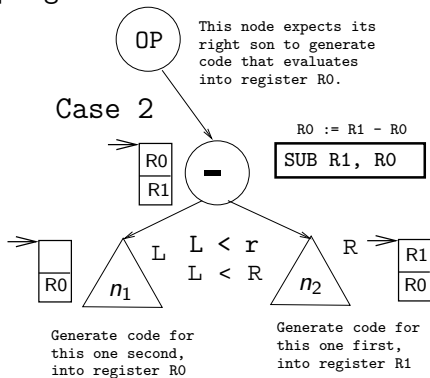 OP
This node expects its
right son to generate
code that evaluates
into register R0.
Case 2
R0 := R1 - R0
R0
R1
-
SUB R1, R0
R0
n1
L
L < r
L < R
n2
R
R1
R0
Generate code for
this one second,
into register R0
Generate code for
this one first,
into register R1